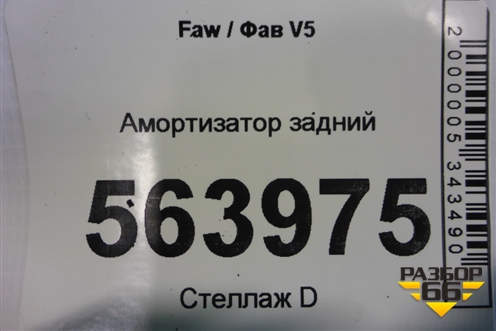 Faw / Фав V5
Амортизатор задний
563975
Стеллаж D
2000005343490
РАЗБОР
66